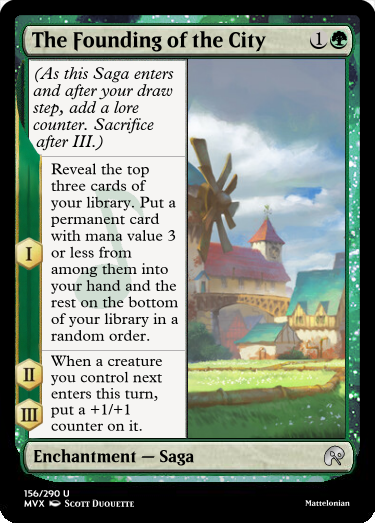 The Founding of the City 1
(As this Saga enters
and after your draw
step, add a lore
counter. Sacrifice
after III.)
I
Reveal the top
three cards of
your library. Put a
permanent card
with mana value 3
or less from
among them into
your hand and the
rest on the bottom
of your library in a
random order.
II
III
When a creature
you control next
enters this turn,
put a +1/+1
counter on it.
Enchantment — Saga
156/290 U
MVX Scott Duquette
Mattelonian